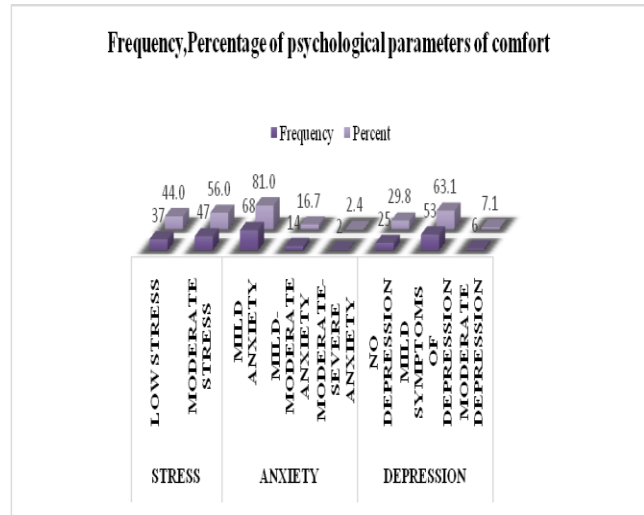 Frequency,Percentage of psychological parameters of comfort
Frequency Percent
44.0 56.0 81.0 16.7 2.4 29.8 63.1 7.1
37 47 68 14 2 25 53 6
LOW STRESS
MODERATE
STRESS
MILD
ANXIETY
MILD-
MODERATE
ANXIETY
MODERATE-
SEVERE
ANXIETY
NO
DEPRESSION
MILD
SYMPTOMS
OF
DEPRESSION
MODERATE
DEPRESSION
STRESS ANXIETY DEPRESSION